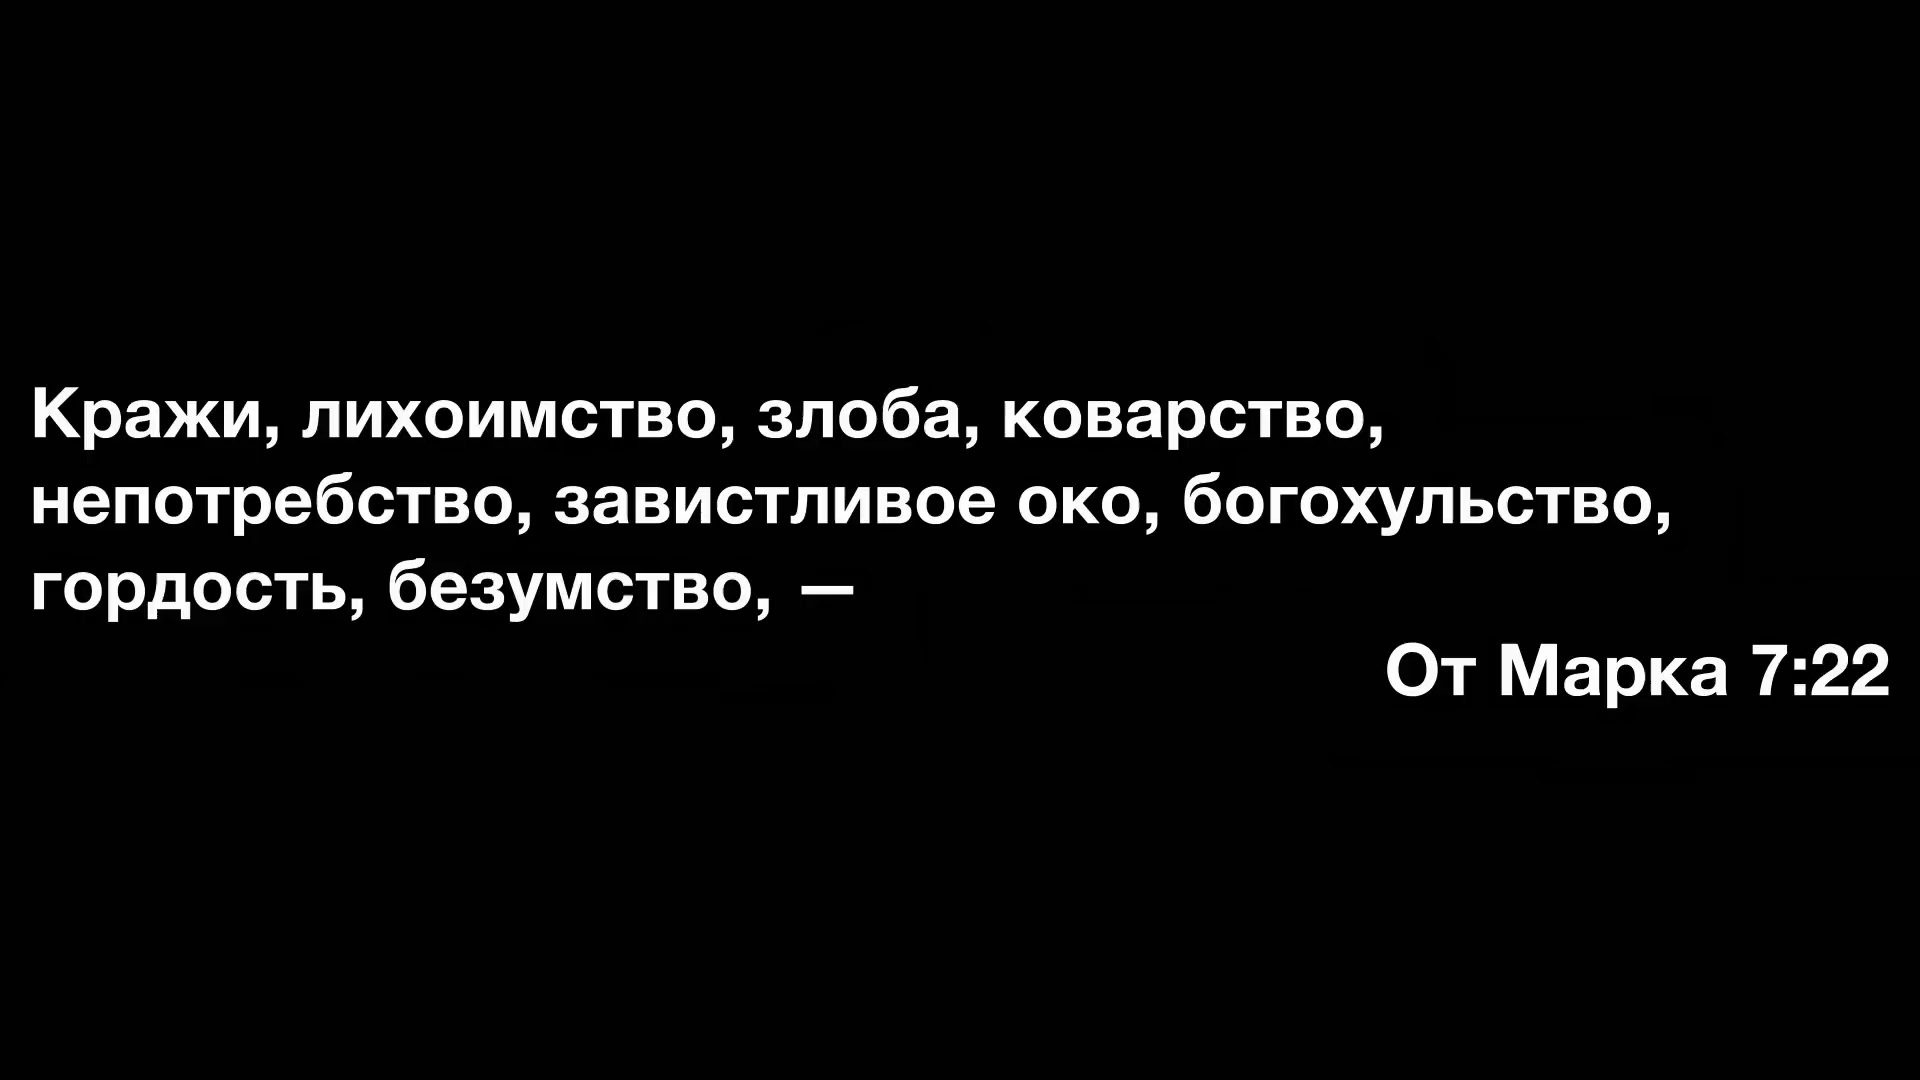 Кражи, лихоимство, злоба, коварство,
непотребство, завистливое око, богохульство,
гордость, безумство, —
От Марка 7:22